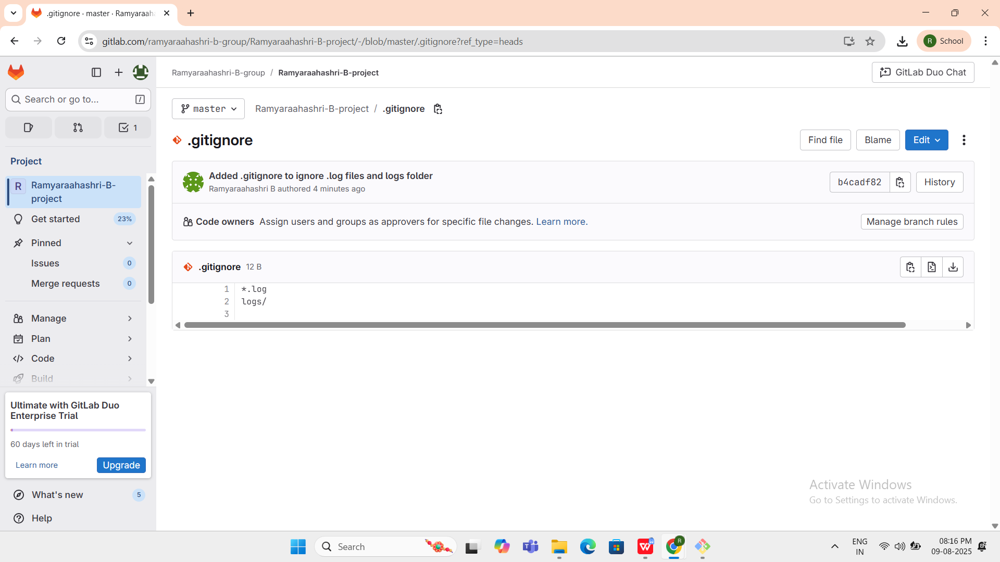 .gitignore · master · Ramyaraaha
gitlab.com/ramyaraahashri-b-group/Ramyaraahashri-B-project/-/blob/master/.gitignore?ref_type=heads
R School
Ramyaraahashri-B-group / Ramyaraahashri-B-project
GitLab Duo Chat
Search or go to... /
1
Project
R Ramyaraahashri-B-
project
Get started 23%
Pinned
Issues 0
Merge requests 0
Manage
Plan
Code
Build
Ultimate with GitLab Duo
Enterprise Trial
60 days left in trial
Learn more Upgrade
What's new 5
Help
master Ramyaraahashri-B-project / .gitignore
.gitignore
Find file Blame Edit
Added .gitignore to ignore .log files and logs folder
Ramyaraahashri B authored 4 minutes ago
b4cadf82 History
Code owners Assign users and groups as approvers for specific file changes. Learn more.
Manage branch rules
.gitignore 12 B
1 *.log
2 logs/
3
Activate Windows
Go to Settings to activate Windows.
Search
R
ENG
IN
08:16 PM
09-08-2025